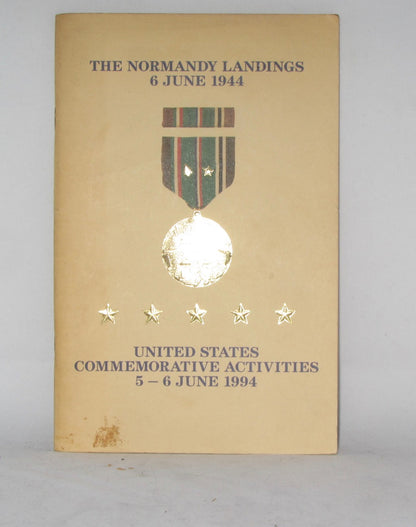 THE NORMANDY LANDINGS
6 JUNE 1944
UNITED STATES
COMMEMORATIVE ACTIVITIES
5 – 6 JUNE 1994